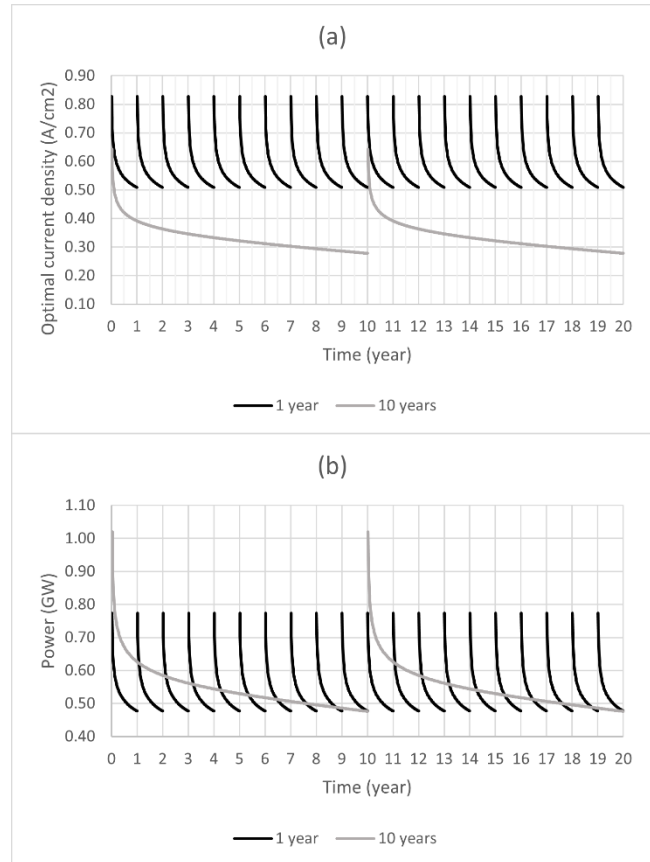 (a)
Optimal current density (A/cm2)
0.90
0.80
0.70
0.60
0.50
0.40
0.30
0.20
0.10
0 1 2 3 4 5 6 7 8 9 10 11 12 13 14 15 16 17 18 19 20
Time (year)
1 year 10 years
(b)
Power (GW)
1.10
1.00
0.90
0.80
0.70
0.60
0.50
0.40
0 1 2 3 4 5 6 7 8 9 10 11 12 13 14 15 16 17 18 19 20
Time (year)
1 year 10 years